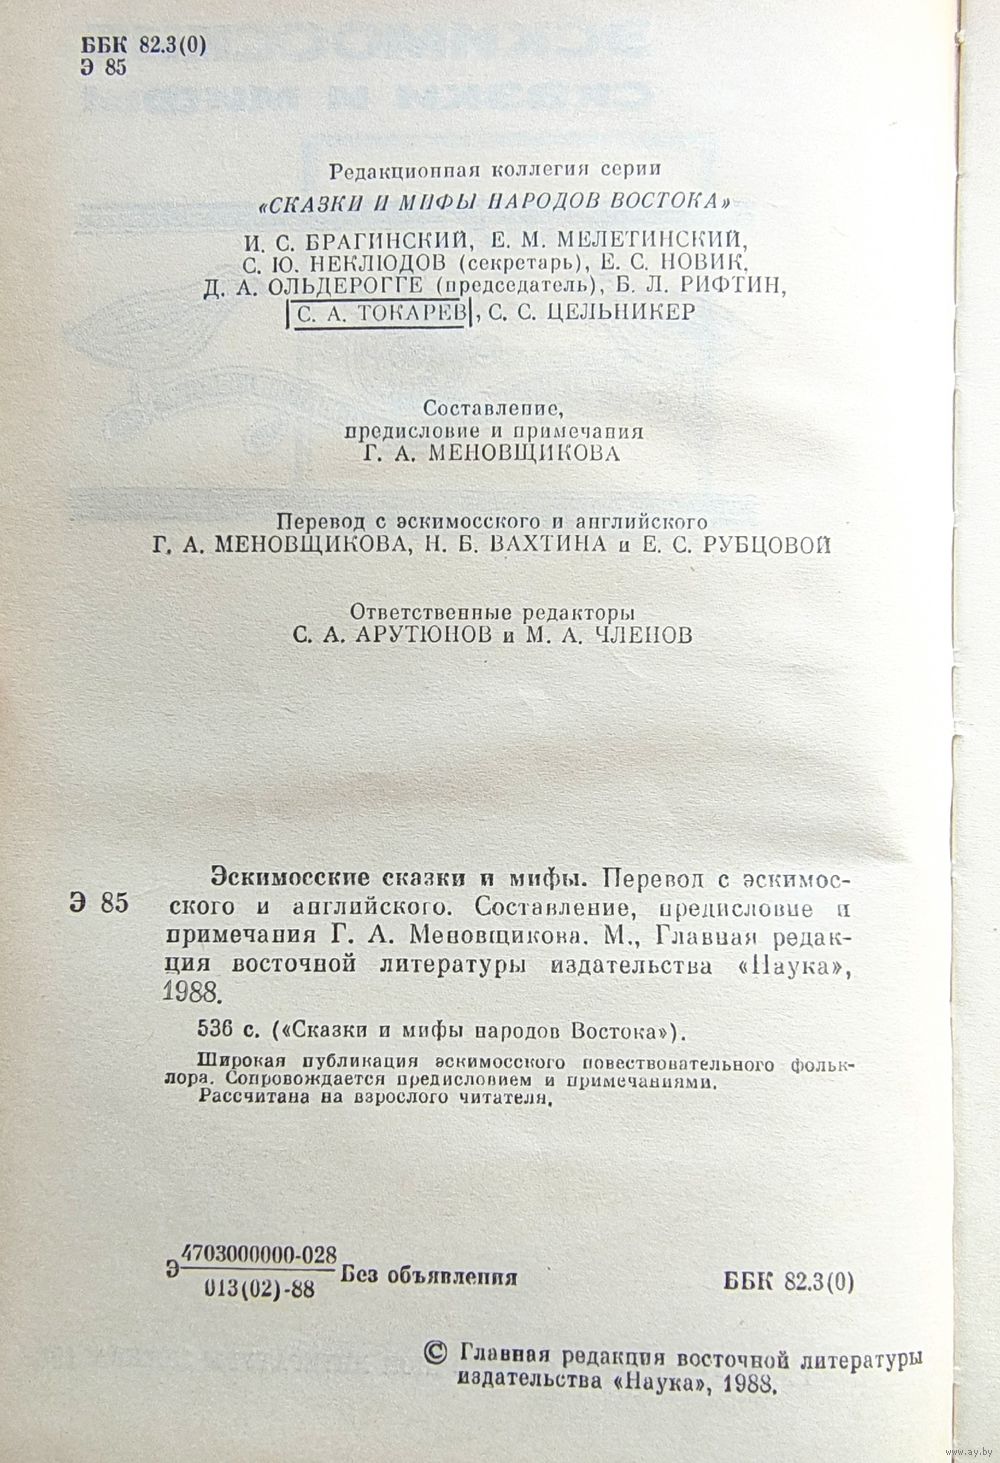 ББК 82.3(0)
Э 85
Редакционная коллегия серии
«СКАЗКИ И МИФЫ НАРОДОВ ВОСТОКА»
И. С. БРАГИНСКИЙ, Е. М. МЕЛЕТИНСКИЙ,
С. Ю. НЕКЛЮДОВ (секретарь), Е. С. НОВИК,
Д. А. ОЛЬДЕРОГГЕ (председатель), Б. Л. РИФТИН,
С. А. ТОКАРЕВ, С. С. ЦЕЛЬНИКЕР
Составление,
предисловие и примечания
Г. А. МЕНОВЩИКОВА
Перевод с эскимосского и английского
Г. А. МЕНОВЩИКОВА, Н. Б. ВАХТИНА и Е. С. РУБЦОВОЙ
Ответственные редакторы
С. А. АРУТЮНОВ и М. А. ЧЛЕНОВ
Эскимосские сказки и мифы. Перевод с эскимос-
Э 85 ского и английского. Составление, предисловие и
примечания Г. А. Меновщикова. М., Главная редак-
ция восточной литературы издательства «Наука»,
1988.
536 с. («Сказки и мифы народов Востока»).
Широкая публикация эскимосского повествовательного фольк-
лора. Сопровождается предисловием и примечаниями.
Рассчитана на взрослого читателя.
Э 4703000000-028
013(02)-88 Без объявления ББК 82.3(0)
© Главная редакция восточной литературы
издательства «Наука», 1988.
www.ay.by